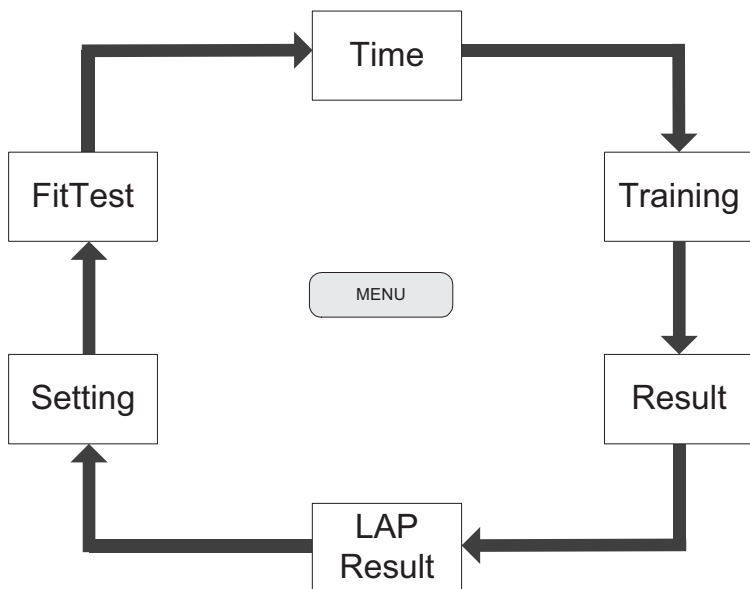 Time
FitTest
Training
MENU
Setting
Result
LAP
Result